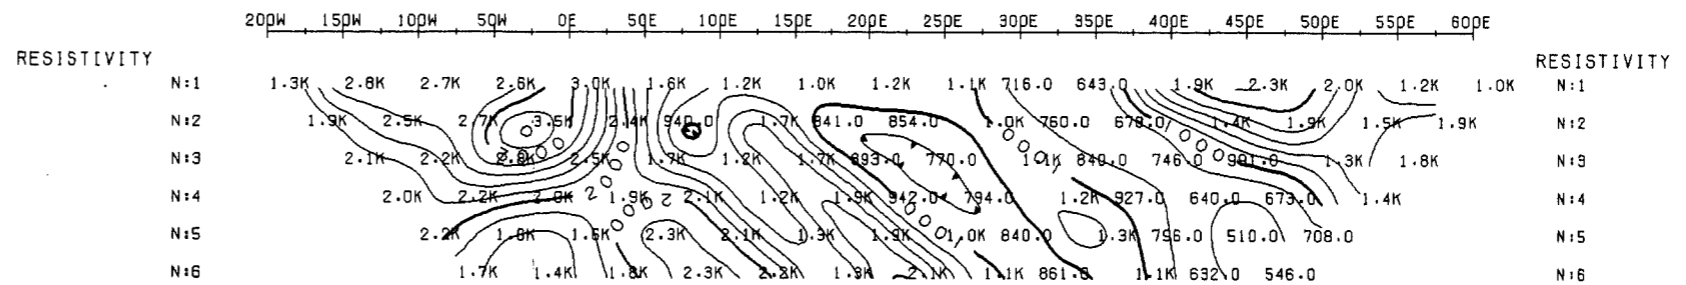 200W 150W 100W 50W 0E 50E 100E 150E 200E 250E 300E 350E 400E 450E 500E 550E 600E
RESISTIVITY RESISTIVITY
N:1 1.3K 2.8K 2.7K 2.6K 3.0K 1.6K 1.2K 1.0K 1.2K 1.1K 716.0 643.0 1.9K 2.3K 2.0K 1.2K 1.0K N:1
N:2 1.9K 2.5K 2.7K 3.5K 2.4K 940.0 1.7K 841.0 854.0 1.0K 760.0 678.0 1.4K 1.9K 1.5K 1.9K N:2
N:3 2.1K 2.2K 2.8K 2.5K 1.7K 1.2K 1.7K 893.0 770.0 1.1K 840.0 746.0 991.0 1.3K 1.8K N:3
N:4 2.0K 2.2K 2.0K 1.9K 2.1K 1.2K 1.9K 942.0 794.0 1.2K 927.0 640.0 673.0 1.4K N:4
N:5 2.2K 1.8K 1.6K 2.3K 2.1K 1.3K 1.9K 1.0K 840.0 1.3K 796.0 510.0 708.0 N:5
N:6 1.7K 1.4K 1.8K 2.3K 2.2K 1.3K 2.1K 1.1K 861.0 1.1K 632.0 546.0 N:6